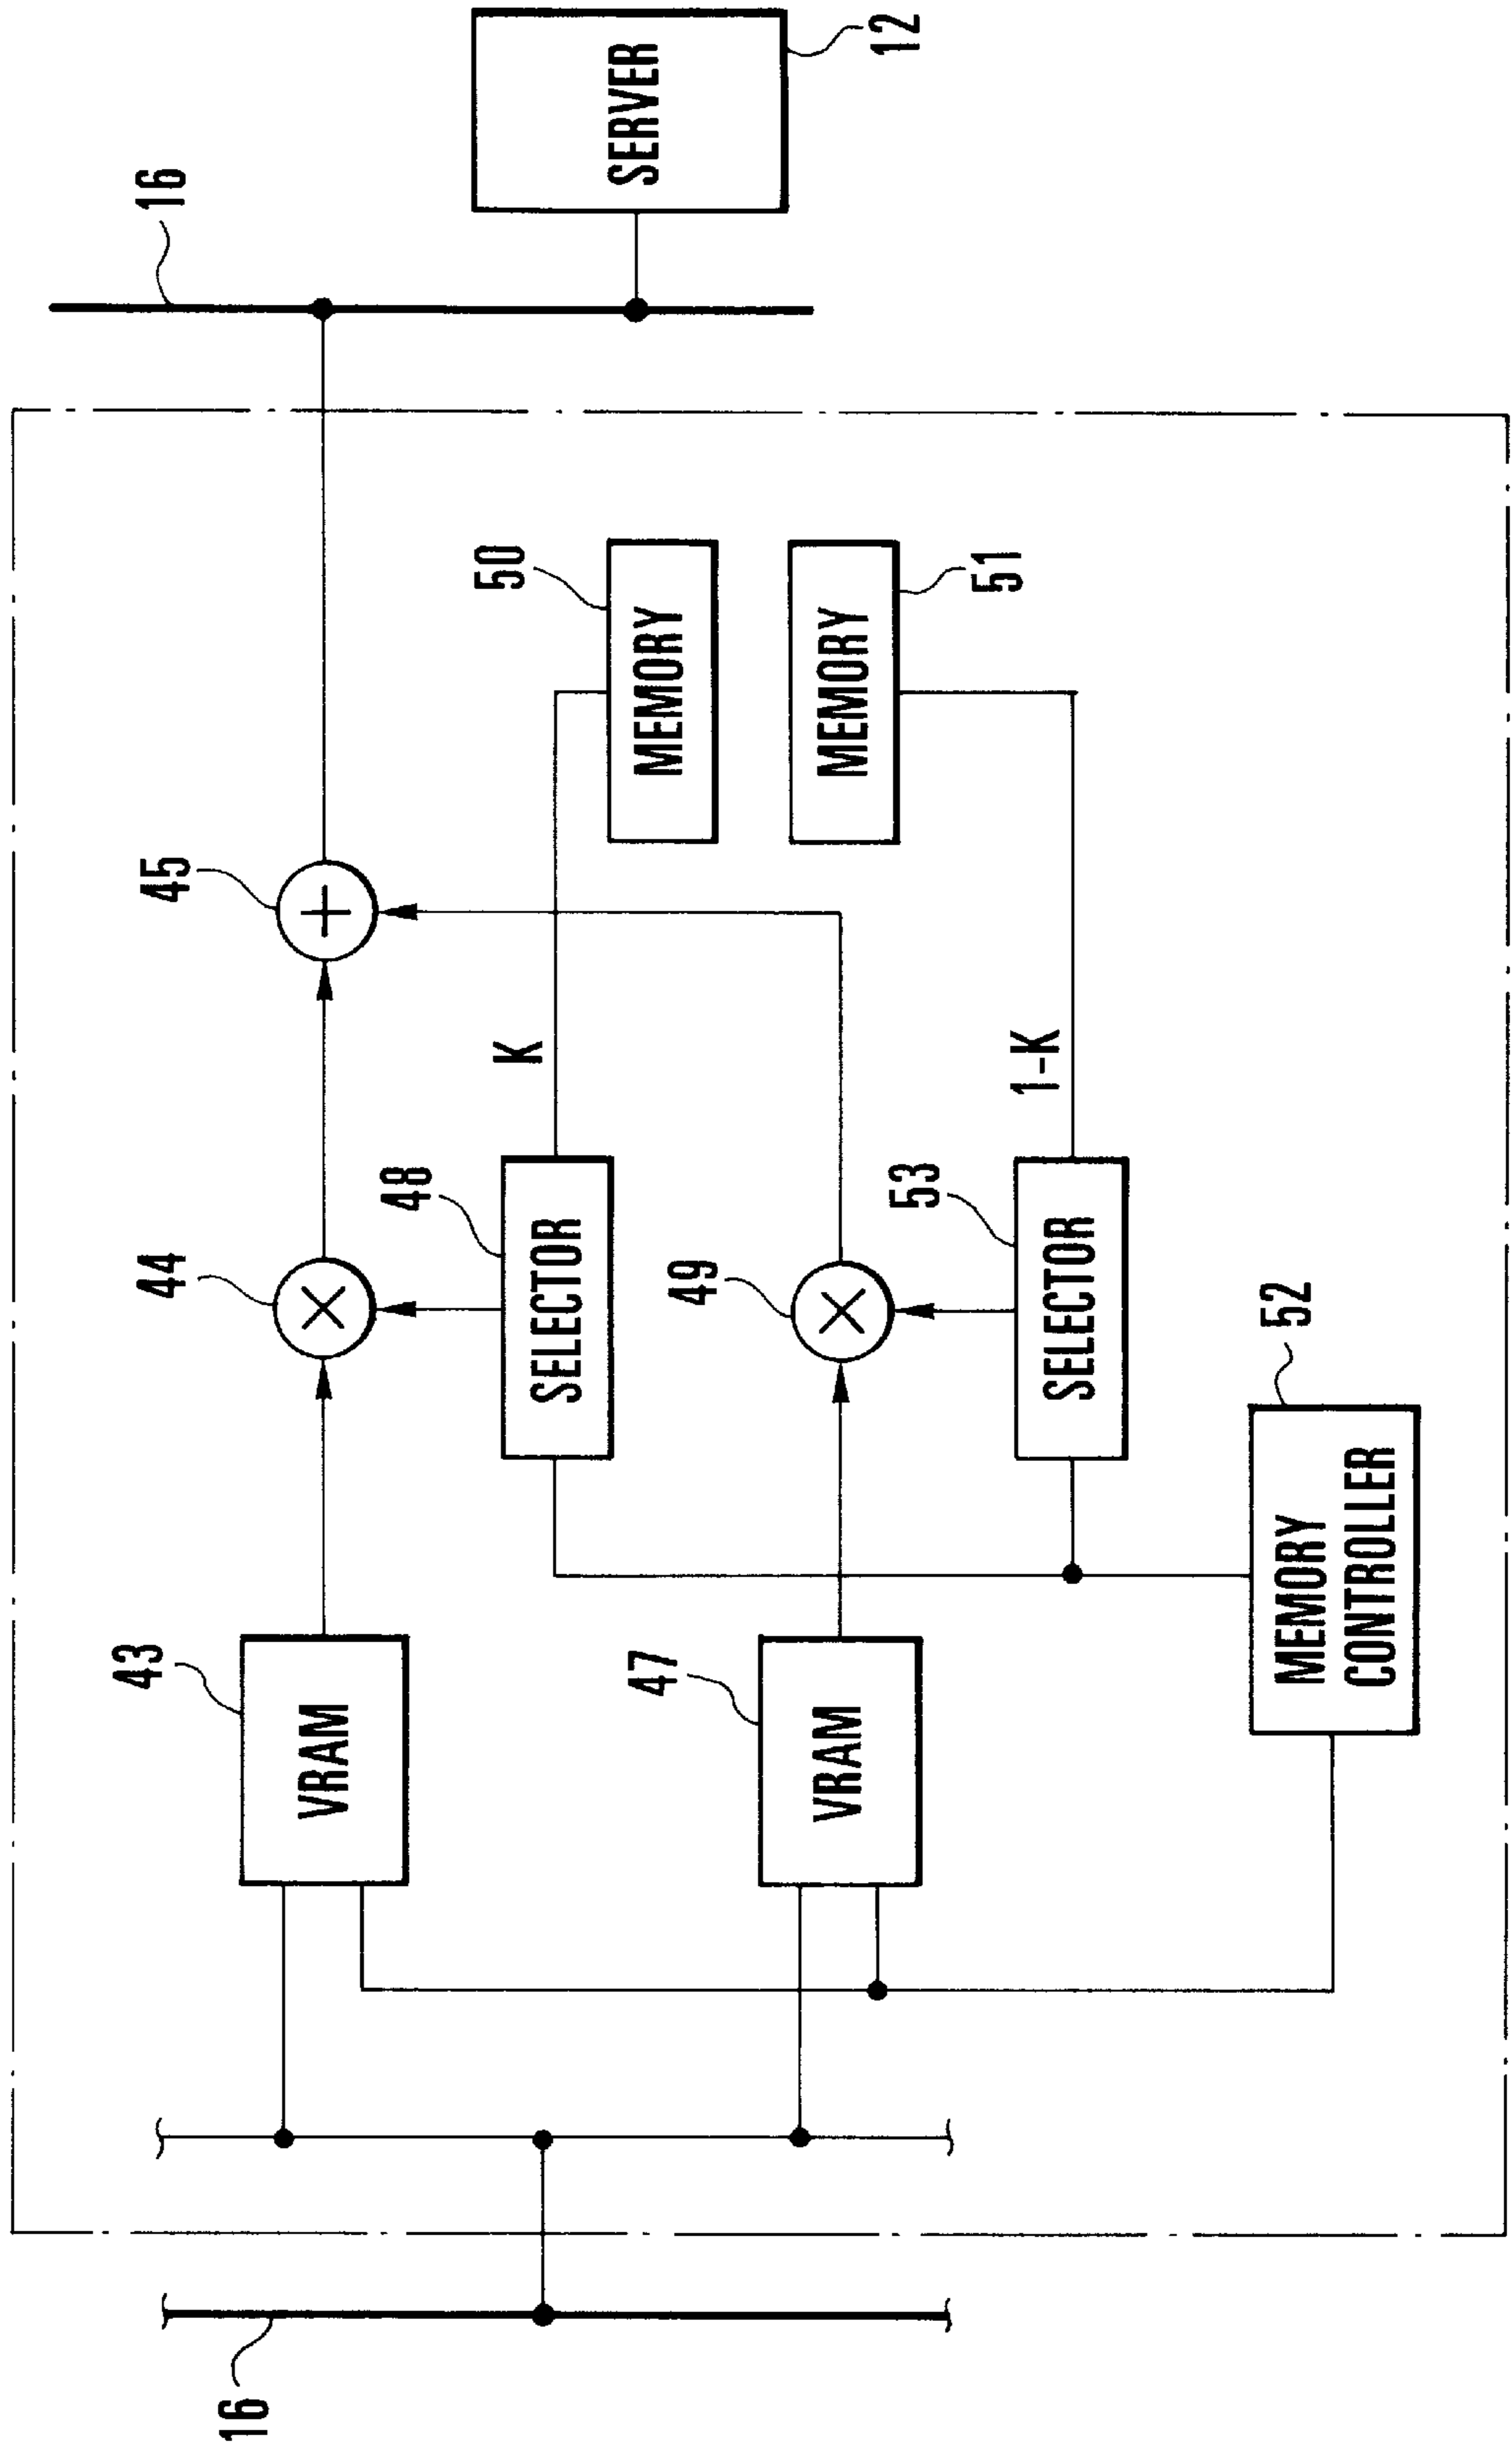 16
SERVER
12
45
50
MEMORY
MEMORY
51
K
1-K
44
48
SELECTOR
49
53
SELECTOR
43
VRAM
47
VRAM
52
MEMORY
CONTROLLER
16